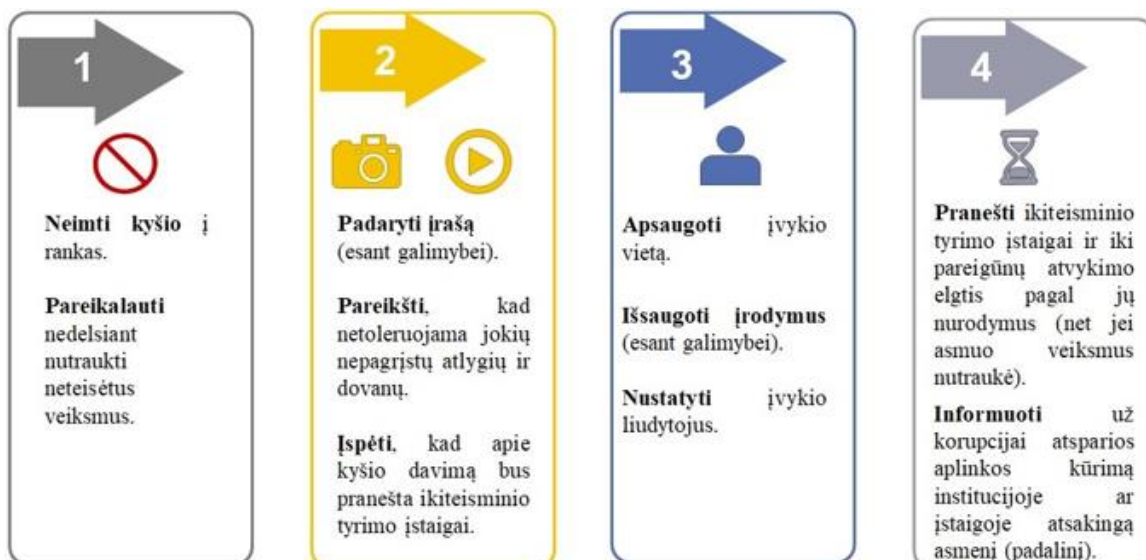 1
Neimti kyšio į
rankas.
Pareikalauti
nedelsiant
nutraukti
neteisėtus
veiksmus.
2
Padaryti įrašą
(esant galimybei).
Pareikšti, kad
netoleruojama jokių
nepagrįstų atlygių ir
dovanų.
Įspėti, kad apie
kyšio davimą bus
pranešta ikiteisminio
tyrimo įstaigai.
3
Apsaugoti įvykio
vietą.
Išsaugoti įrodymus
(esant galimybei).
Nustatyti įvykio
liudytojus.
4
Pranešti ikiteisminio
tyrimo įstaigai ir iki
pareigūnų atvykimo
elgtis pagal jų
nurodymus (net jei
asmuo veiksmus
nutraukė).
Informuoti už
korupcijai atsparios
aplinkos kūrimą
institucijoje ar
įstaigoje atsakingą
asmenį (padalinį).